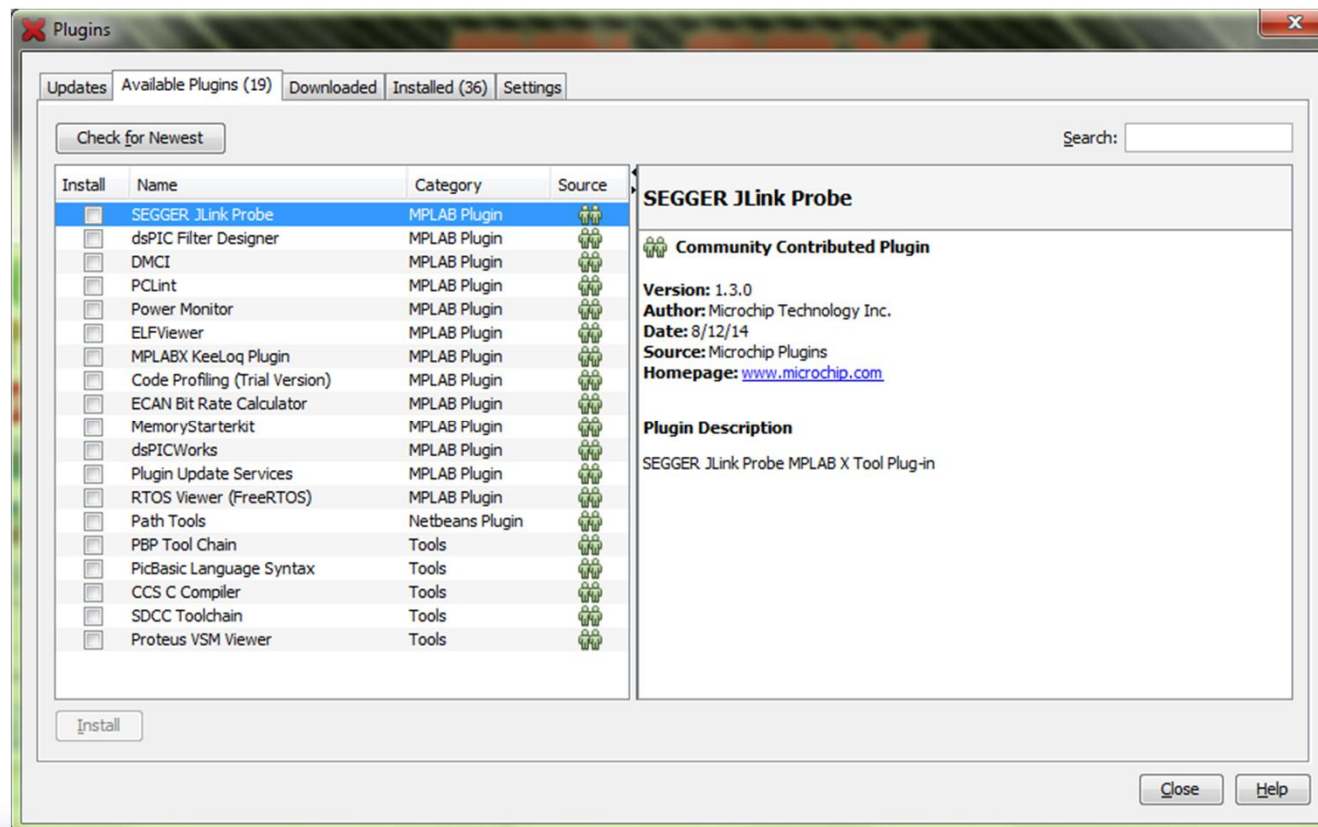 Plugins
Updates Available Plugins (19) Downloaded Installed (36) Settings
Check for Newest Search:
Install Name Category Source
SEGGER JLink Probe MPLAB Plugin
dsPIC Filter Designer MPLAB Plugin
DMCI MPLAB Plugin
PCLint MPLAB Plugin
Power Monitor MPLAB Plugin
ELFViewer MPLAB Plugin
MPLABX KeeLoq Plugin MPLAB Plugin
Code Profiling (Trial Version) MPLAB Plugin
ECAN Bit Rate Calculator MPLAB Plugin
MemoryStarterkit MPLAB Plugin
dsPICWorks MPLAB Plugin
Plugin Update Services MPLAB Plugin
RTOS Viewer (FreeRTOS) MPLAB Plugin
Path Tools Netbeans Plugin
PBP Tool Chain Tools
PicBasic Language Syntax Tools
CCS C Compiler Tools
SDCC Toolchain Tools
Proteus VSM Viewer Tools
SEGGER JLink Probe
Community Contributed Plugin
Version: 1.3.0
Author: Microchip Technology Inc.
Date: 8/12/14
Source: Microchip Plugins
Homepage: www.microchip.com
Plugin Description
SEGGER JLink Probe MPLAB X Tool Plug-in
Install
Close Help